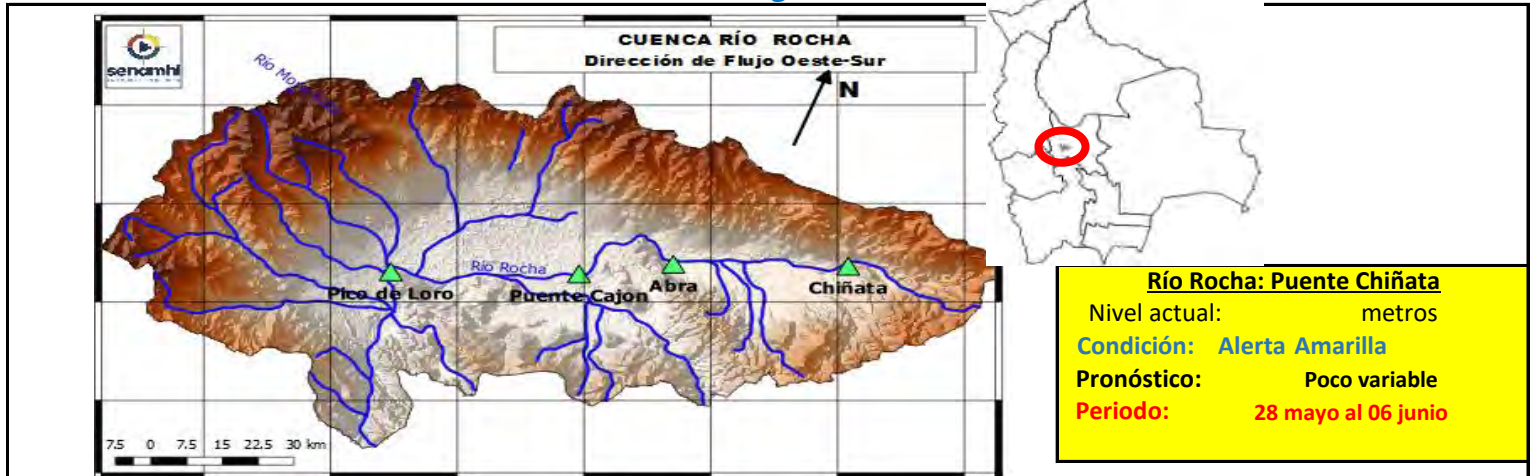 senamhi
CUENCA RÍO ROCHA
Dirección de Flujo Oeste-Sur
N
Río Rocha
Pico de Loro
Puente Cajon
Abra
Chiñata
7.5 0 7.5 15 22.5 30 km
Río Rocha: Puente Chiñata
Nivel actual: metros
Condición: Alerta Amarilla
Pronóstico: Poco variable
Periodo: 28 mayo al 06 junio